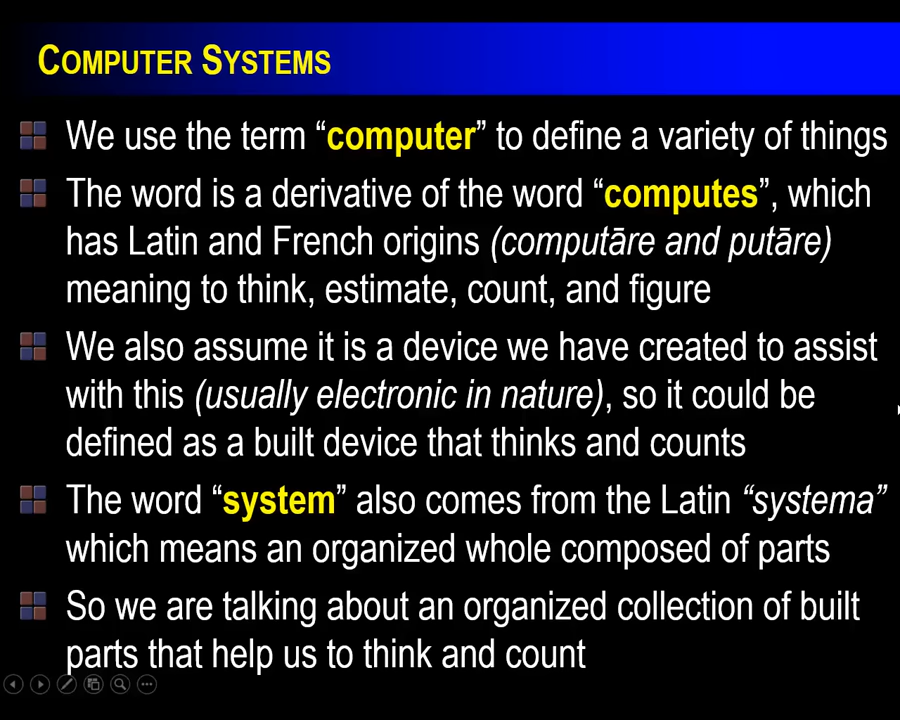 COMPUTER SYSTEMS
We use the term “computer” to define a variety of things
The word is a derivative of the word “computes”, which
has Latin and French origins (computāre and putāre)
meaning to think, estimate, count, and figure
We also assume it is a device we have created to assist
with this (usually electronic in nature), so it could be
defined as a built device that thinks and counts
The word “system” also comes from the Latin “systema”
which means an organized whole composed of parts
So we are talking about an organized collection of built
parts that help us to think and count